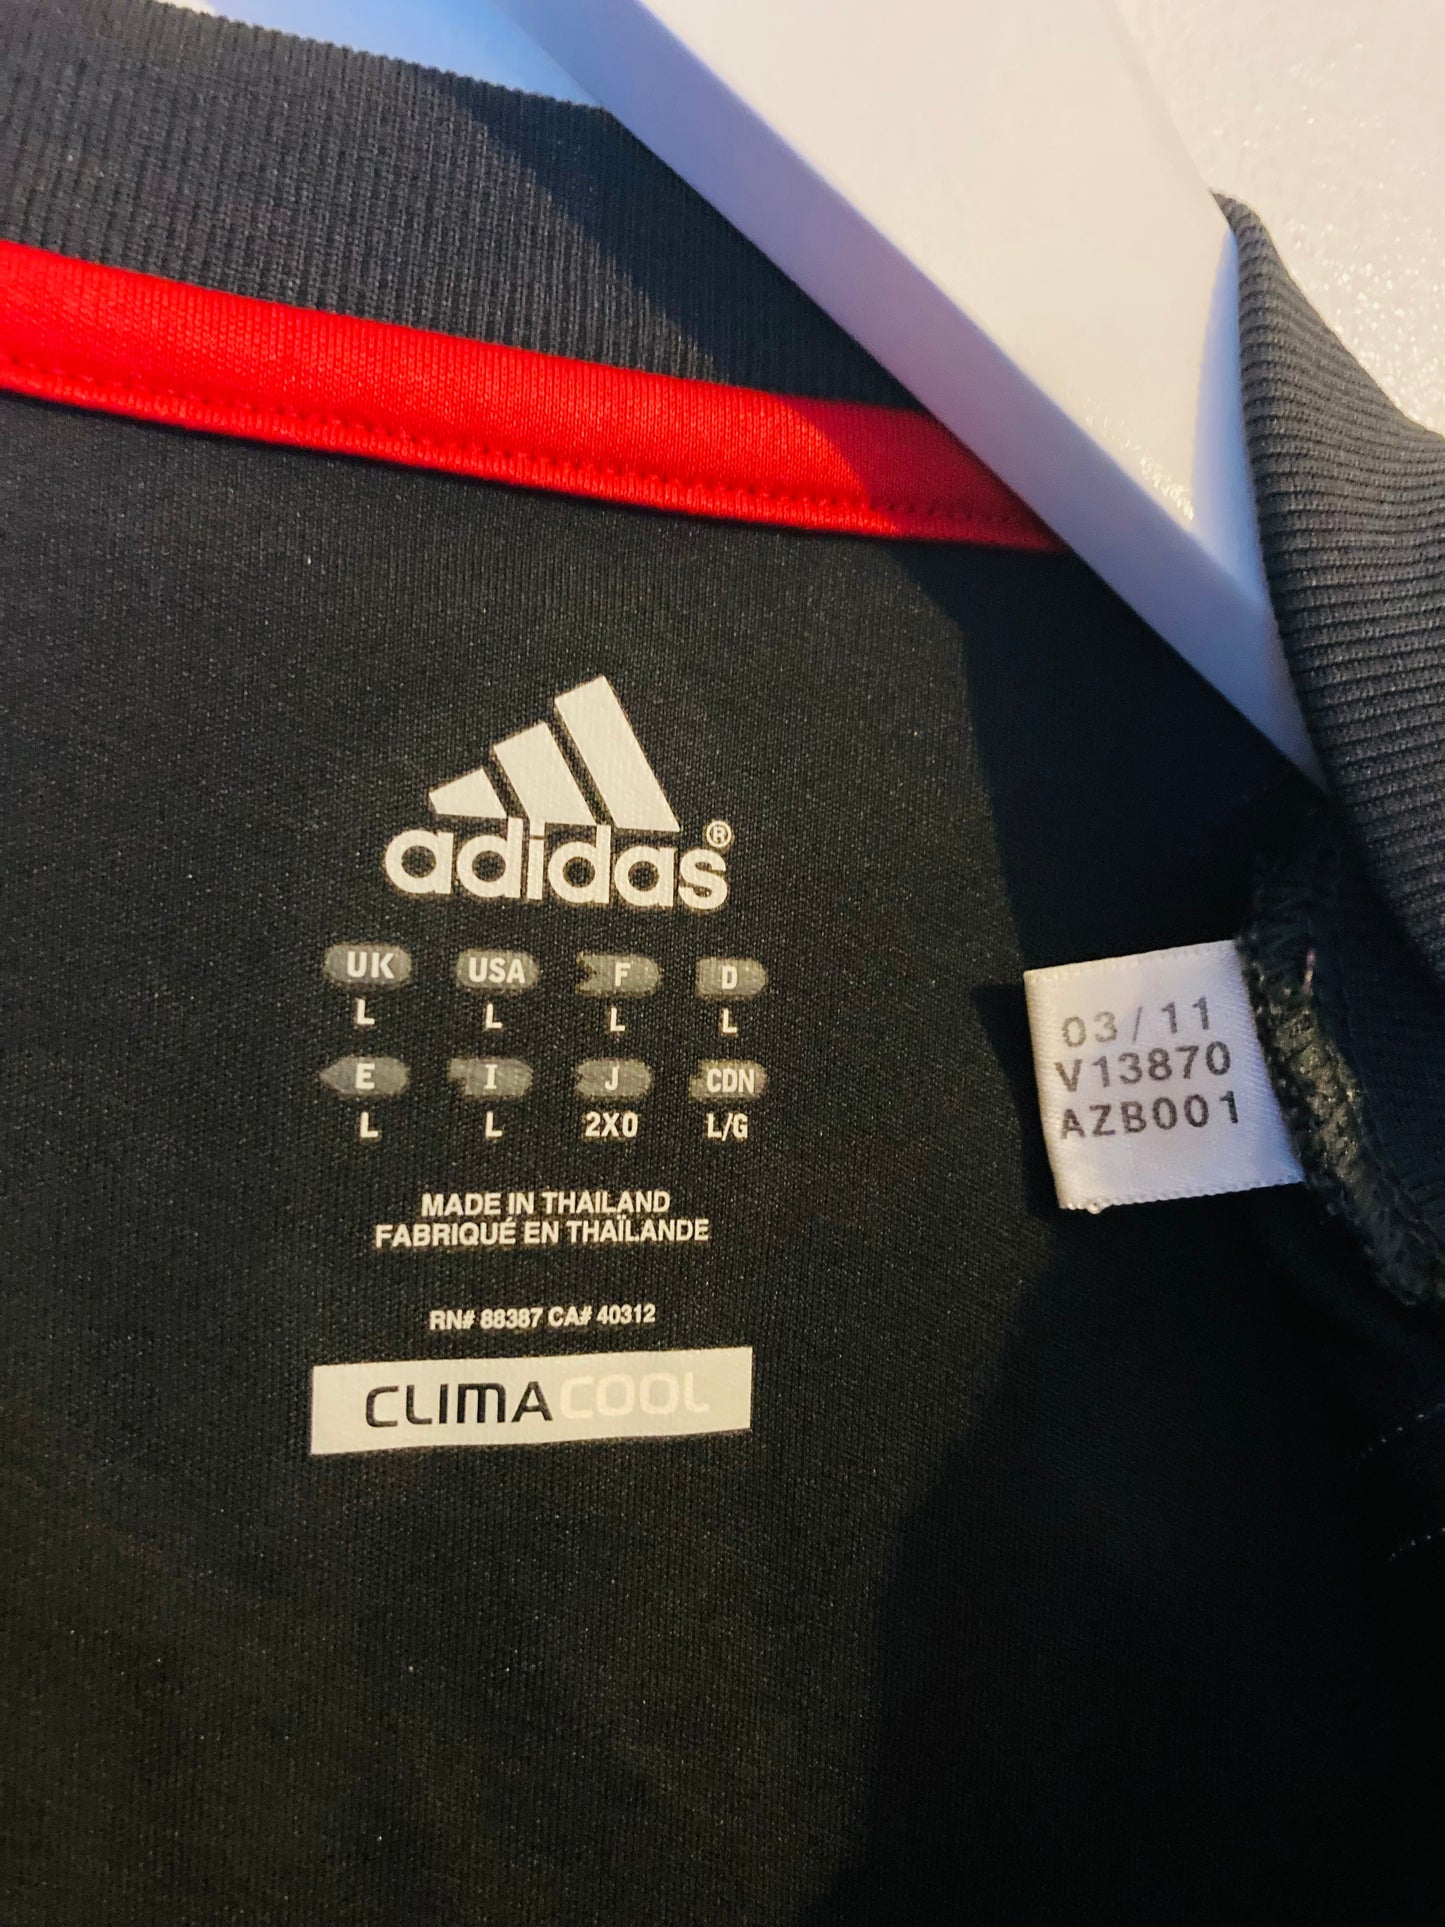 adidas®
UK USA F D
L L L L
E I J CDN
L L 2XO L/G
MADE IN THAILAND
FABRIQUÉ EN THAÏLANDE
RN# 88387 CA# 40312
CLIMACOOL
03/11
V13870
AZB001